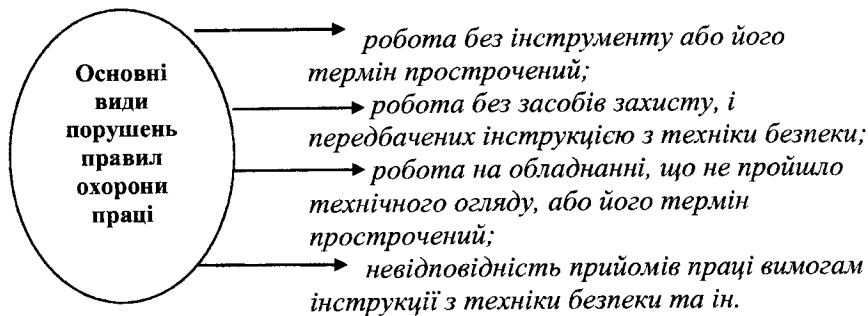 Основні
види
порушень
правил
охорони
праці
робота без інструменту або його
термін прострочений;
робота без засобів захисту, і
передбачених інструкцією з техніки безпеки;
робота на обладнанні, що не пройшло
технічного огляду, або його термін
прострочений;
невідповідність прийомів праці вимогам
інструкції з техніки безпеки та ін.